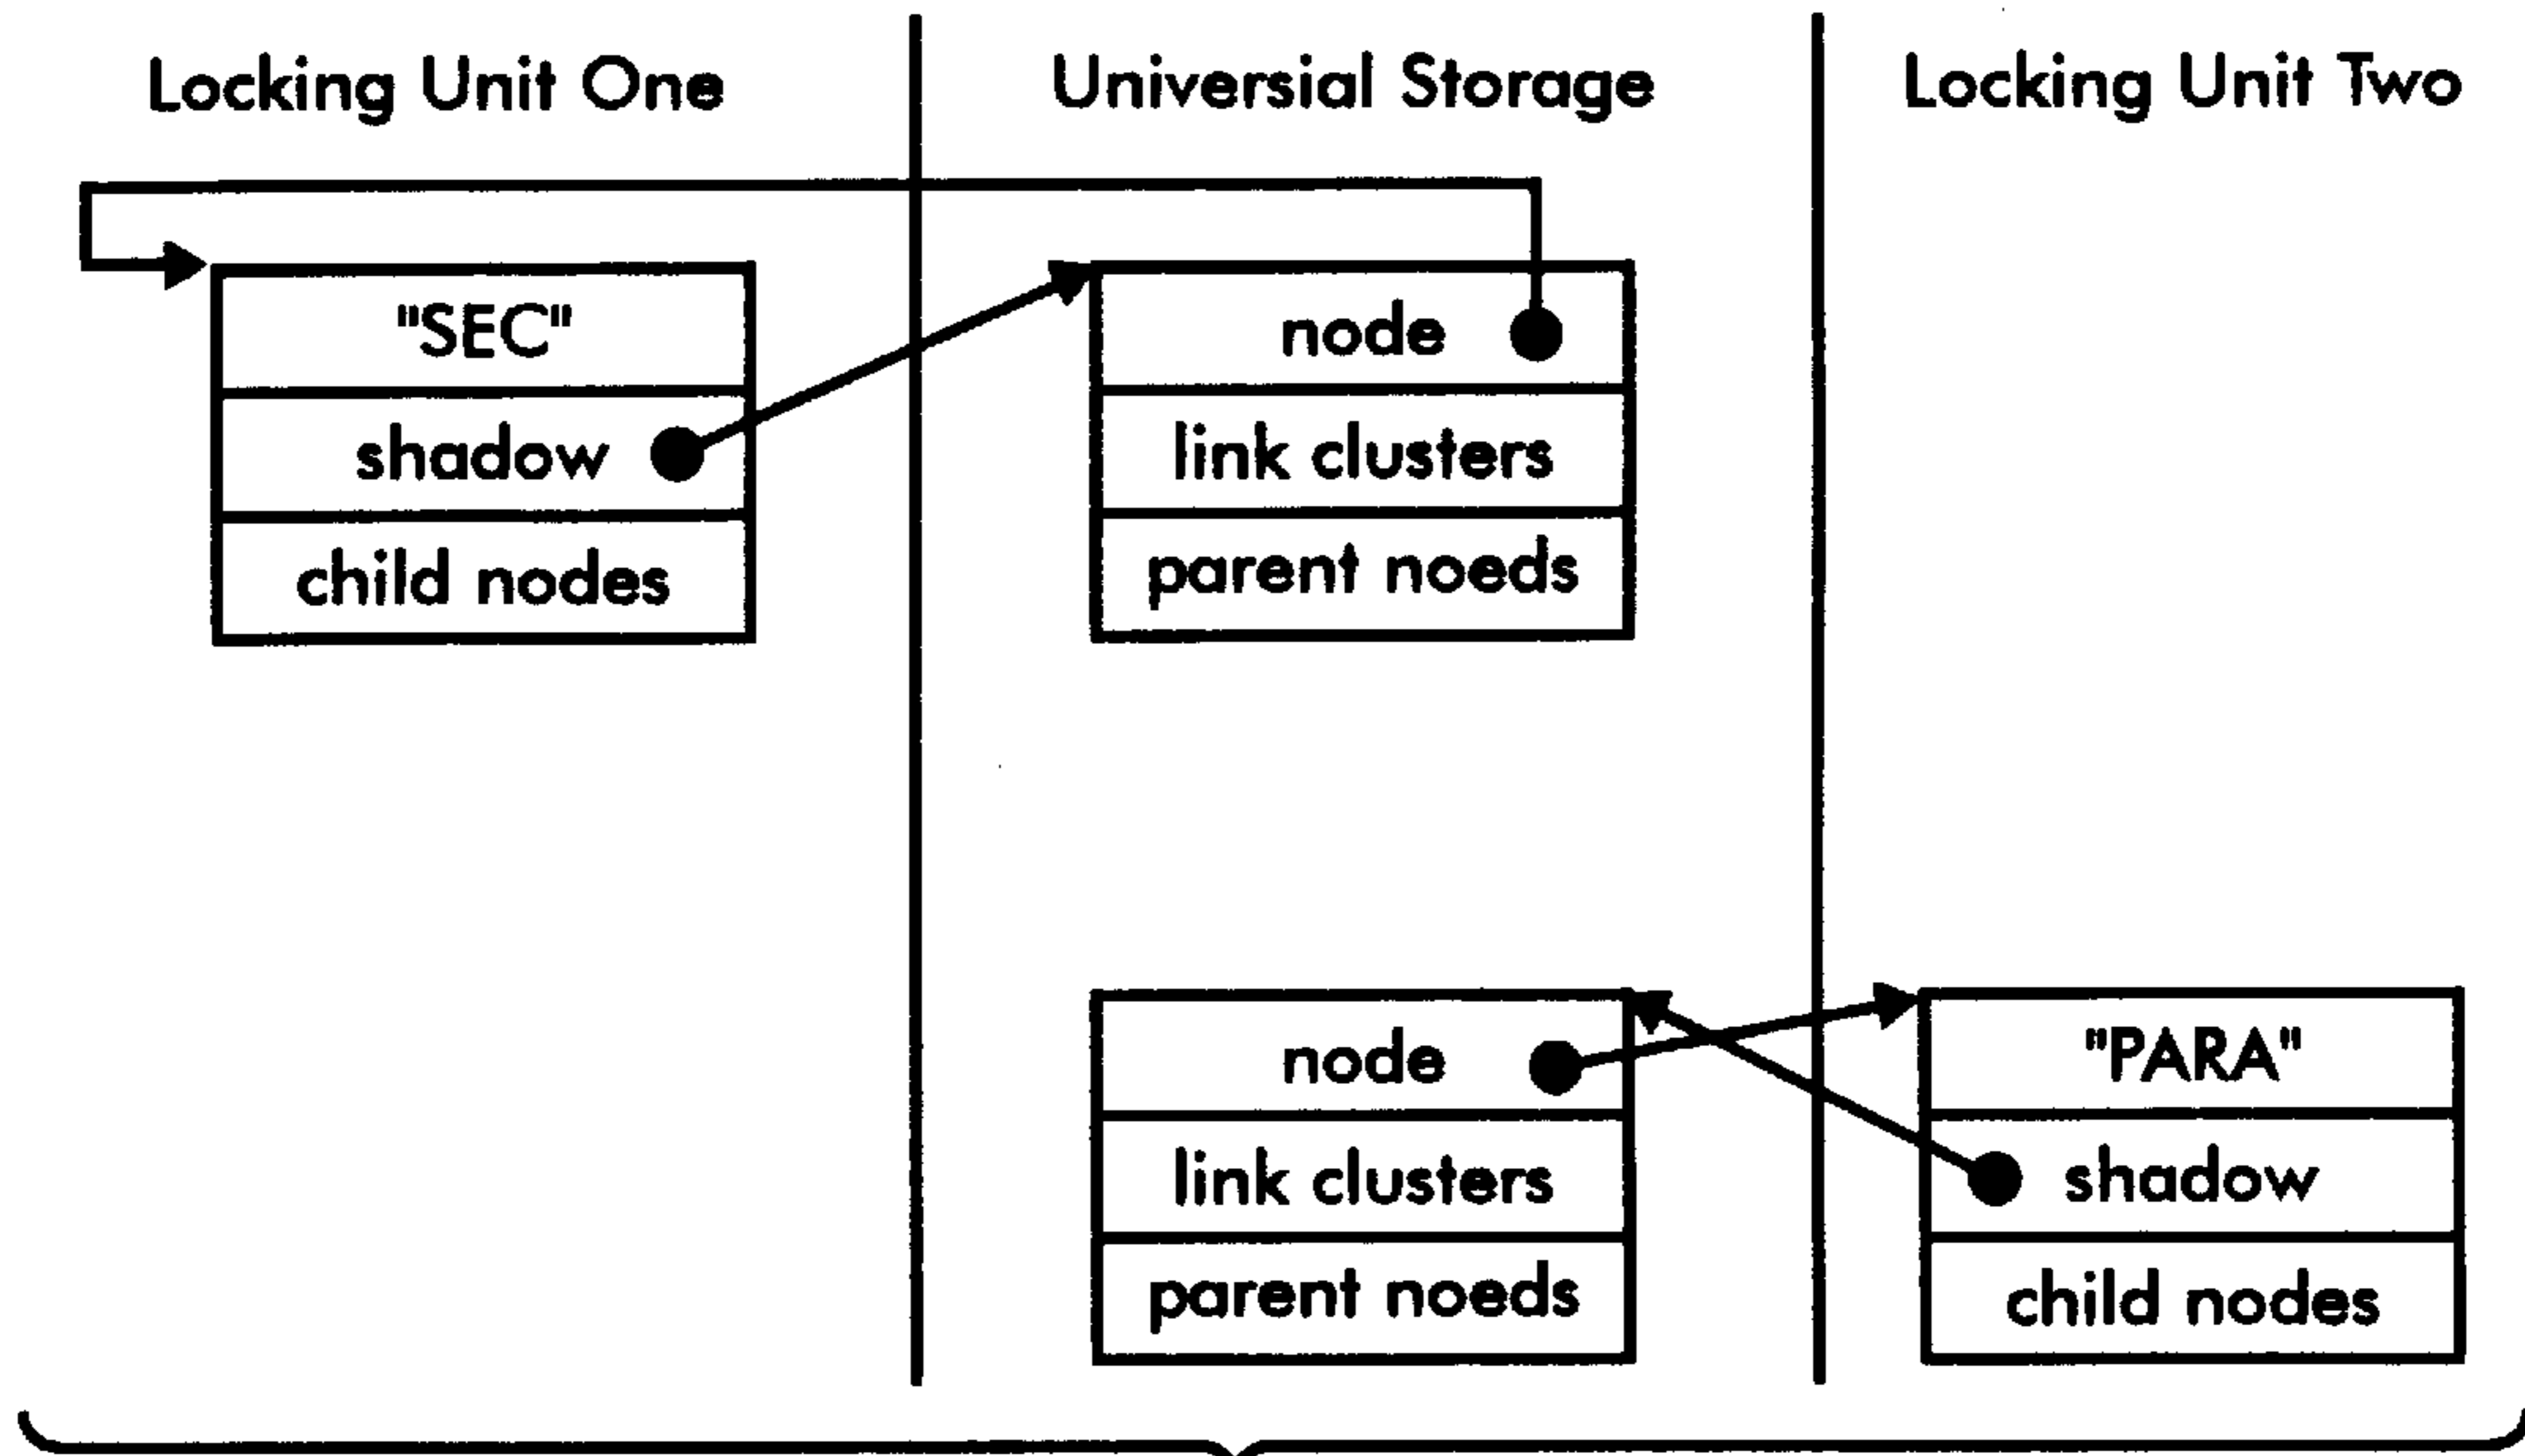 Locking Unit One
Universial Storage
Locking Unit Two
"SEC"
shadow
child nodes
node
link clusters
parent noeds
node
link clusters
parent noeds
"PARA"
shadow
child nodes